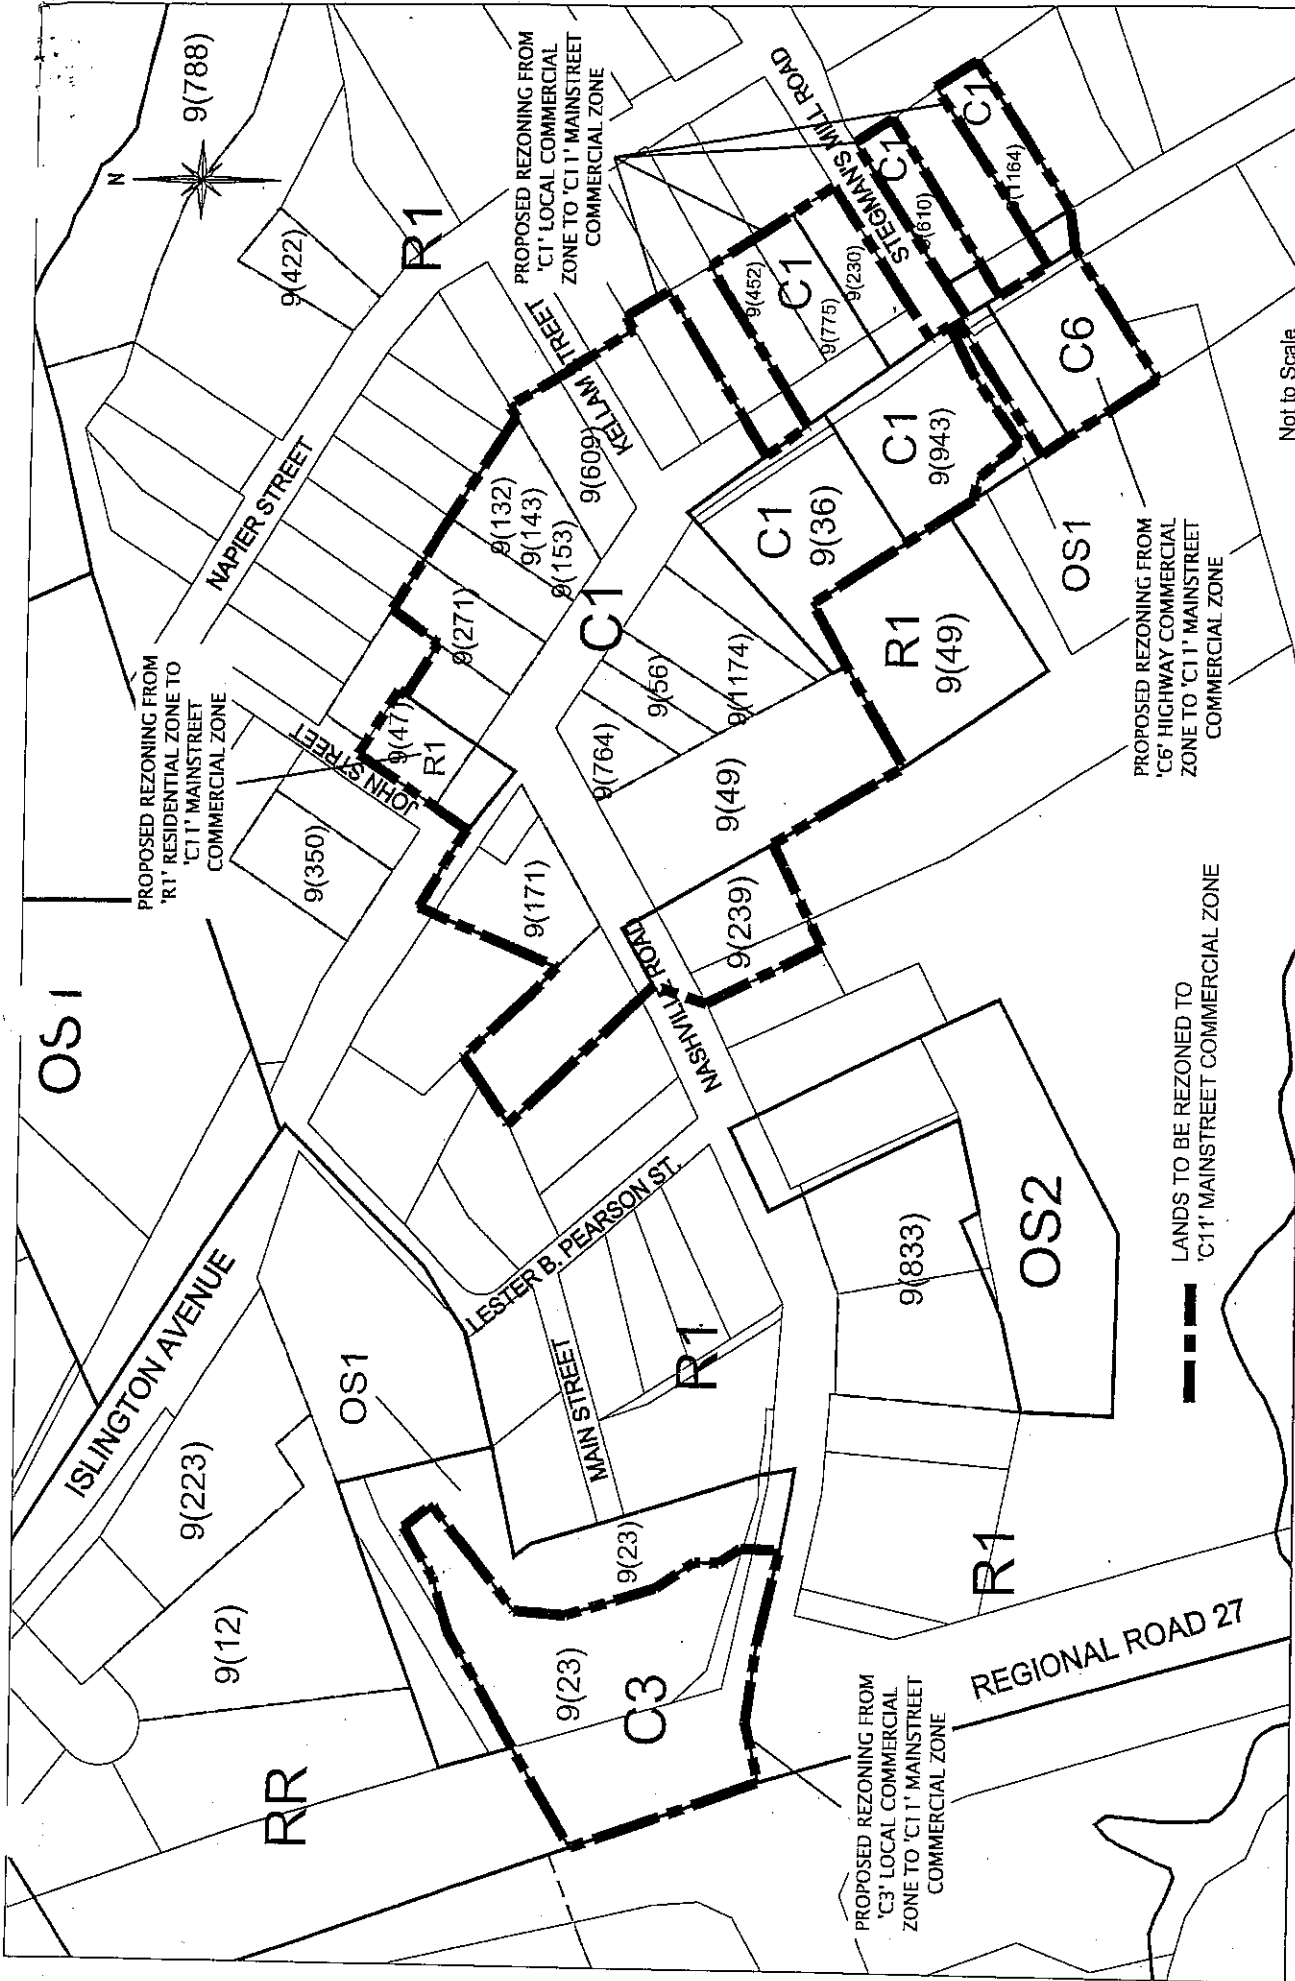 OS1
9(788)
N
R1
9(422)
NAPIER STREET
PROPOSED REZONING FROM
'R1' RESIDENTIAL ZONE TO
'C11' MAINSTREET
COMMERCIAL ZONE
JOHN STREET
9(350)
ISLINGTON AVENUE
9(223)
9(12)
RR
OS1
9(47)
R1
9(271)
9(132)
9(143)
9(153)
9(609)
KELLAM STREET
PROPOSED REZONING FROM
'C1' LOCAL COMMERCIAL
ZONE TO 'C11' MAINSTREET
COMMERCIAL ZONE
9(171)
C1
9(764)
9(56)
9(1174)
9(49)
9(239)
NASHVILLE ROAD
LESTER B. PEARSON ST.
MAIN STREET
R1
9(23)
9(23)
C3
9(452)
C1
9(775)
9(230)
STEGMAN'S MILL ROAD
C1
9(610)
C1
9(1164)
C1
9(36)
C1
9(943)
C6
R1
9(49)
OS1
9(833)
OS2
R1
REGIONAL ROAD 27
PROPOSED REZONING FROM
'C3' LOCAL COMMERCIAL
ZONE TO 'C11' MAINSTREET
COMMERCIAL ZONE
PROPOSED REZONING FROM
'C6' HIGHWAY COMMERCIAL
ZONE TO 'C11' MAINSTREET
COMMERCIAL ZONE
LANDS TO BE REZONED TO
'C11' MAINSTREET COMMERCIAL ZONE
Not to Scale